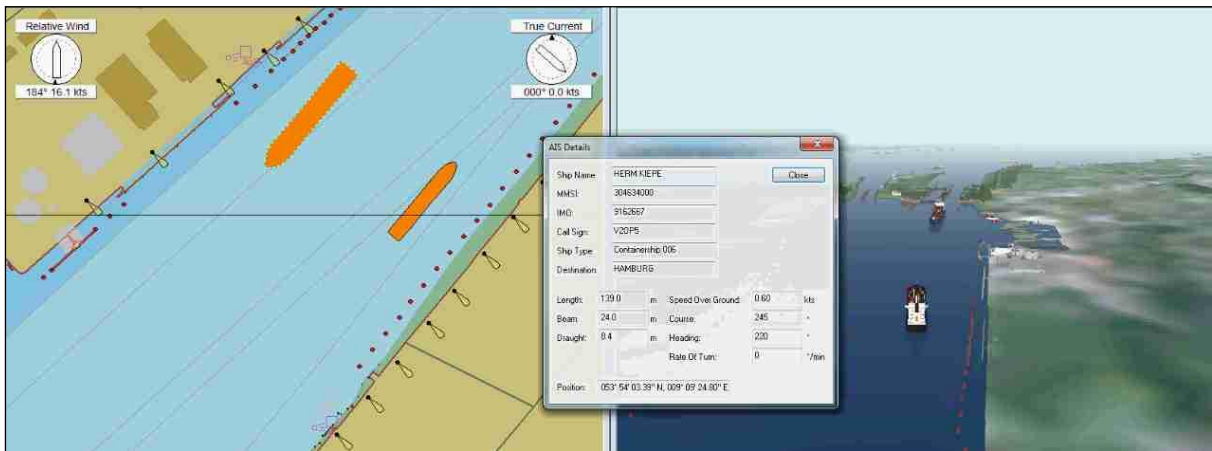 Relative Wind
184° 16.1 kts
True Current
000° 0.0 kts
AIS Details
Ship Name HERM KIEPE Close
MMSI: 304634000
IMO: 9162667
Call Sign: V2OP5
Ship Type Containership 006
Destination HAMBURG
Length: 139.0 m Speed Over Ground: 0.60 kts
Beam 24.0 m Course: 245 °
Draught: 8.4 m Heading: 220 °
Rate Of Turn: 0 °/min
Position: 053° 54' 03.39" N, 009° 09' 24.80" E